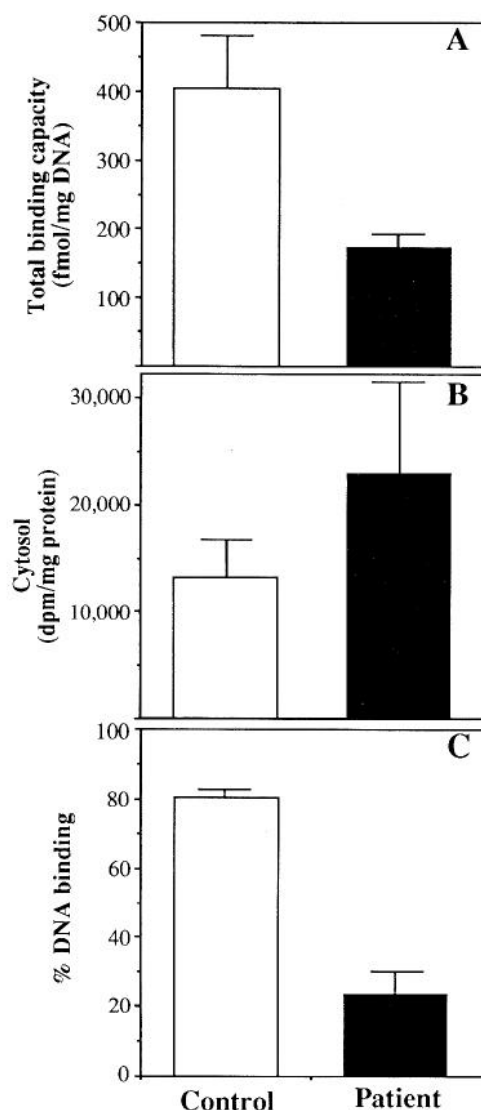 A
Total binding capacity
(fmol/mg DNA)
500
400
300
200
100
B
Cytosol
(dpm/mg protein)
30,000
20,000
10,000
C
% DNA binding
100
80
60
40
20
0
Control Patient